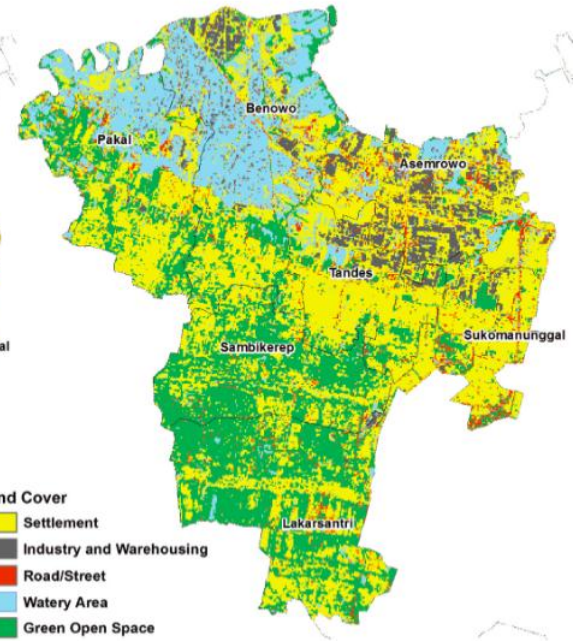 Benowo
Pakal
Asemrowo
Tandes
Sukomanunggal
al
Sambikerep
nd Cover
Settlement
Industry and Warehousing
Road/Street
Watery Area
Green Open Space
Lakarsantri